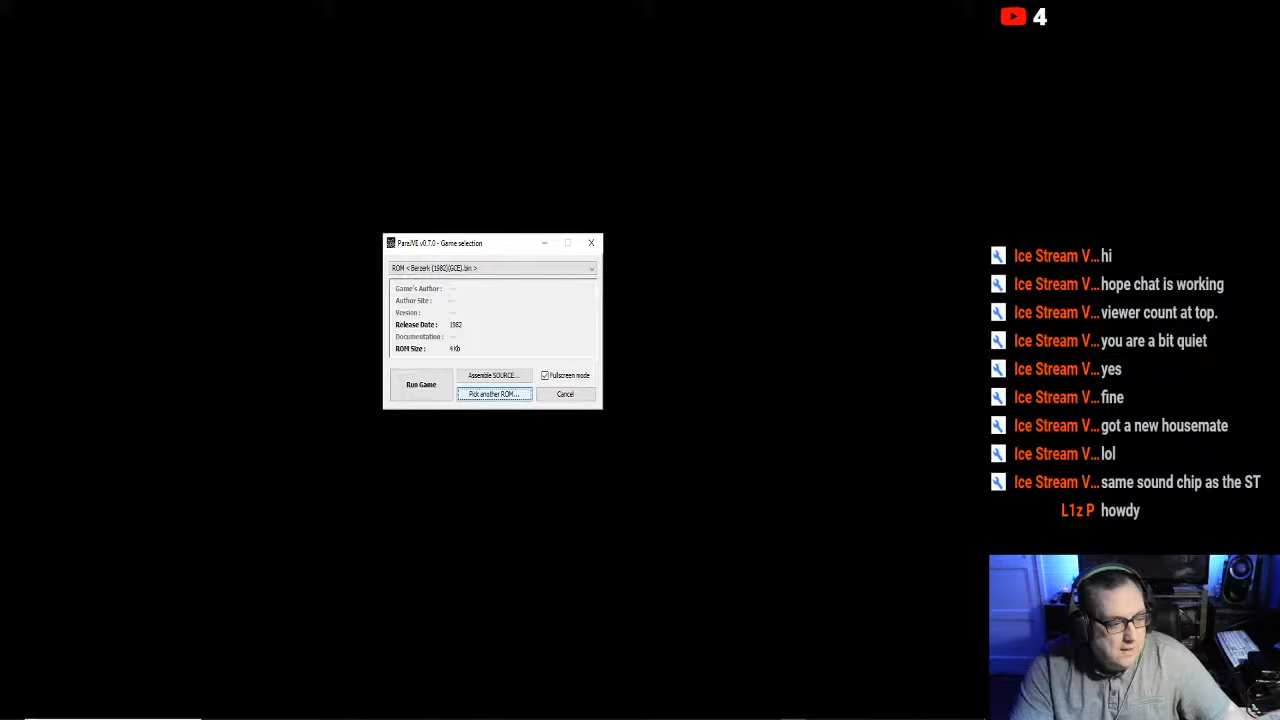 4
ParaJVE v0.7.0 - Game selection
ROM < Berzerk (1982)(GCE).bin >
Game's Author : ---
Author Site : ---
Version : ---
Release Date : 1982
Documentation : ---
ROM Size : 4 Kb
Run Game
Assemble SOURCE...
Fullscreen mode
Pick another ROM...
Cancel
Ice Stream V... hi
Ice Stream V... hope chat is working
Ice Stream V... viewer count at top.
Ice Stream V... you are a bit quiet
Ice Stream V... yes
Ice Stream V... fine
Ice Stream V... got a new housemate
Ice Stream V... lol
Ice Stream V... same sound chip as the ST
L1z P howdy